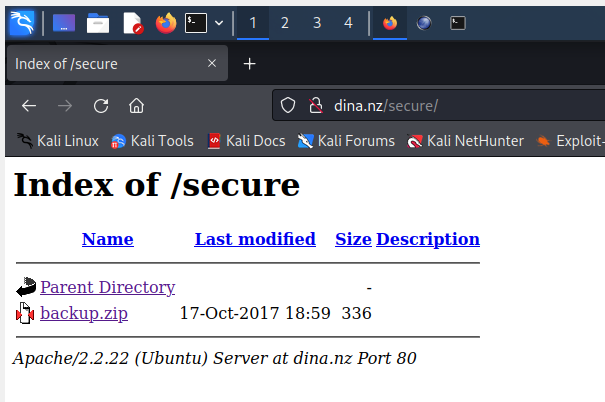 1 2 3 4
Index of /secure
dina.nz/secure/
Kali Linux Kali Tools Kali Docs Kali Forums Kali NetHunter Exploit-
Index of /secure
Name Last modified Size Description
Parent Directory -
backup.zip 17-Oct-2017 18:59 336
Apache/2.2.22 (Ubuntu) Server at dina.nz Port 80